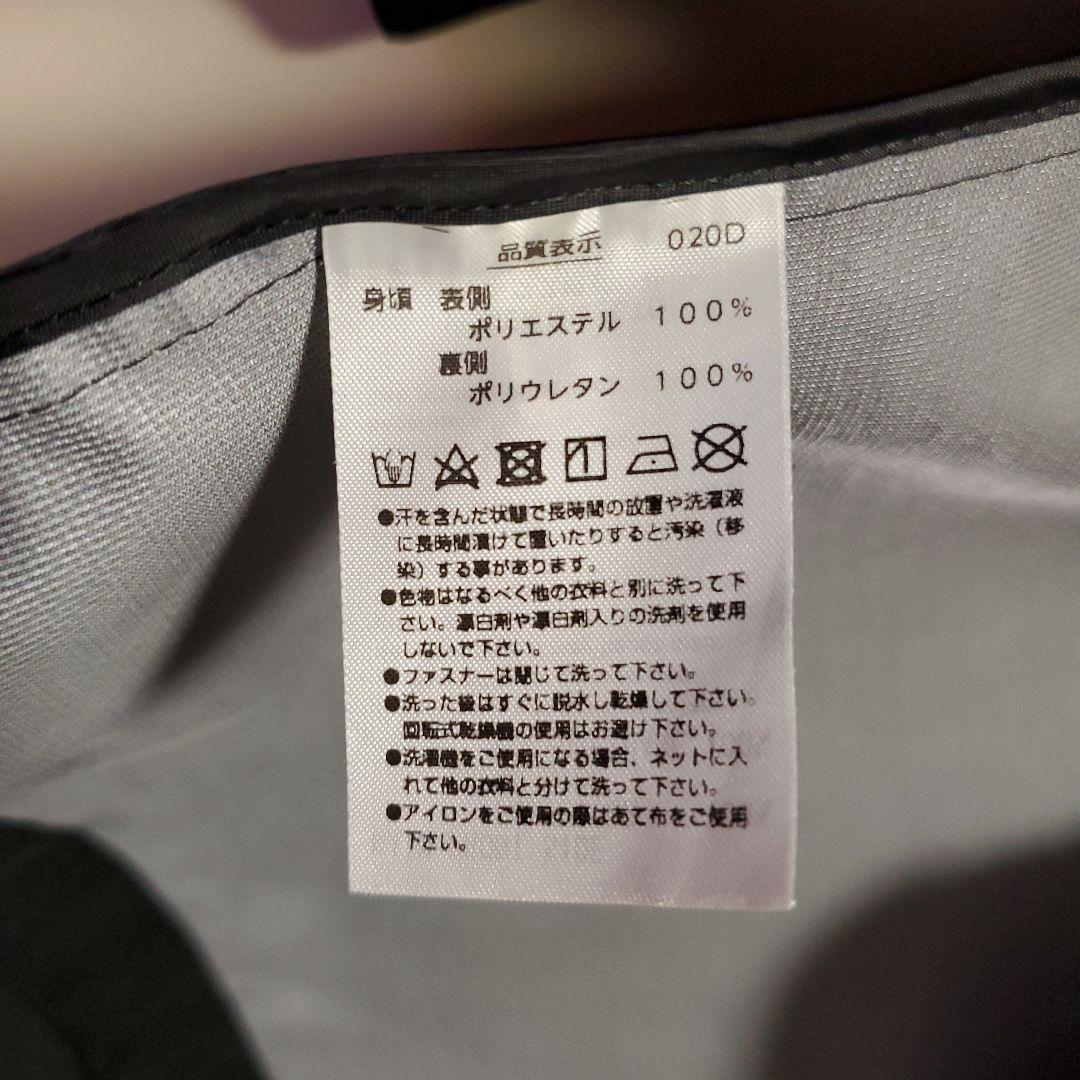 品質表示 020D
身頃 表側
ポリエステル 100%
裏側
ポリウレタン 100%
●汗を含んだ状態で長時間の放置や洗濯液
に長時間漬けて置いたりすると汚染（移
染）する事があります。
●色物はなるべく他の衣料と別に洗って下
さい。漂白剤や漂白剤入りの洗剤を使用
しないで下さい。
●ファスナーは閉じて洗って下さい。
●洗った後はすぐに脱水し乾燥して下さい。
回転式乾燥機の使用はお避け下さい。
●洗濯機をご使用になる場合、ネットに入
れて他の衣料と分けて洗って下さい。
●アイロンをご使用の際はあて布をご使用
下さい。